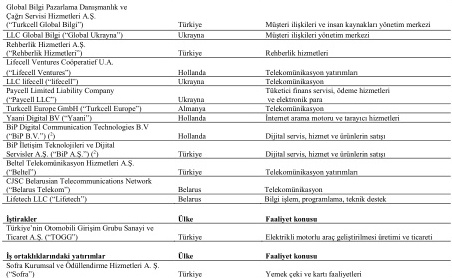 Global Bilgi Pazarlama Danışmanlık ve
Çağrı Servisi Hizmetleri A.Ş.
("Turkcell Global Bilgi") Türkiye Müşteri ilişkileri ve insan kaynakları yönetim merkezi
LLC Global Bilgi ("Global Ukrayna") Ukrayna Müşteri ilişkileri yönetim merkezi
Rehberlik Hizmetleri A.Ş.
("Rehberlik Hizmetleri") Türkiye Rehberlik hizmetleri
Lifecell Ventures Coöperatief U.A.
("Lifecell Ventures") Hollanda Telekomünikasyon yatırımları
LLC lifecell ("lifecell") Ukrayna Telekomünikasyon
Paycell Limited Liability Company Tüketici finans servisi, ödeme hizmetleri
("Paycell LLC") Ukrayna ve elektronik para
Turkcell Europe GmbH ("Turkcell Europe") Almanya Telekomünikasyon
Yaani Digital BV ("Yaani") Hollanda İnternet arama motoru ve tarayıcı hizmetleri
BiP Digital Communication Technologies B.V
("BiP B.V.") (2) Hollanda Dijital servis, hizmet ve ürünlerin satışı
BiP İletişim Teknolojileri ve Dijital
Servisler A.Ş. ("BiP A.Ş.") (2) Türkiye Dijital servis, hizmet ve ürünlerin satışı
Beltel Telekomünikasyon Hizmetleri A.Ş.
("Beltel") Türkiye Telekomünikasyon yatırımları
CJSC Belarusian Telecommunications Network
("Belarus Telekom") Belarus Telekomünikasyon
Lifetech LLC ("Lifetech") Belarus Bilgi işlem, programlama, teknik destek
İştirakler Ülke Faaliyet konusu
Türkiye'nin Otomobili Girişim Grubu Sanayi ve
Ticaret A.Ş. ("TOGG") Türkiye Elektrikli motorlu araç geliştirilmesi üretimi ve ticareti
İş ortaklıklarındaki yatırımlar Ülke Faaliyet konusu
Sofra Kurumsal ve Ödüllendirme Hizmetleri A. Ş.
("Sofra") Türkiye Yemek çeki ve kartı faaliyetleri